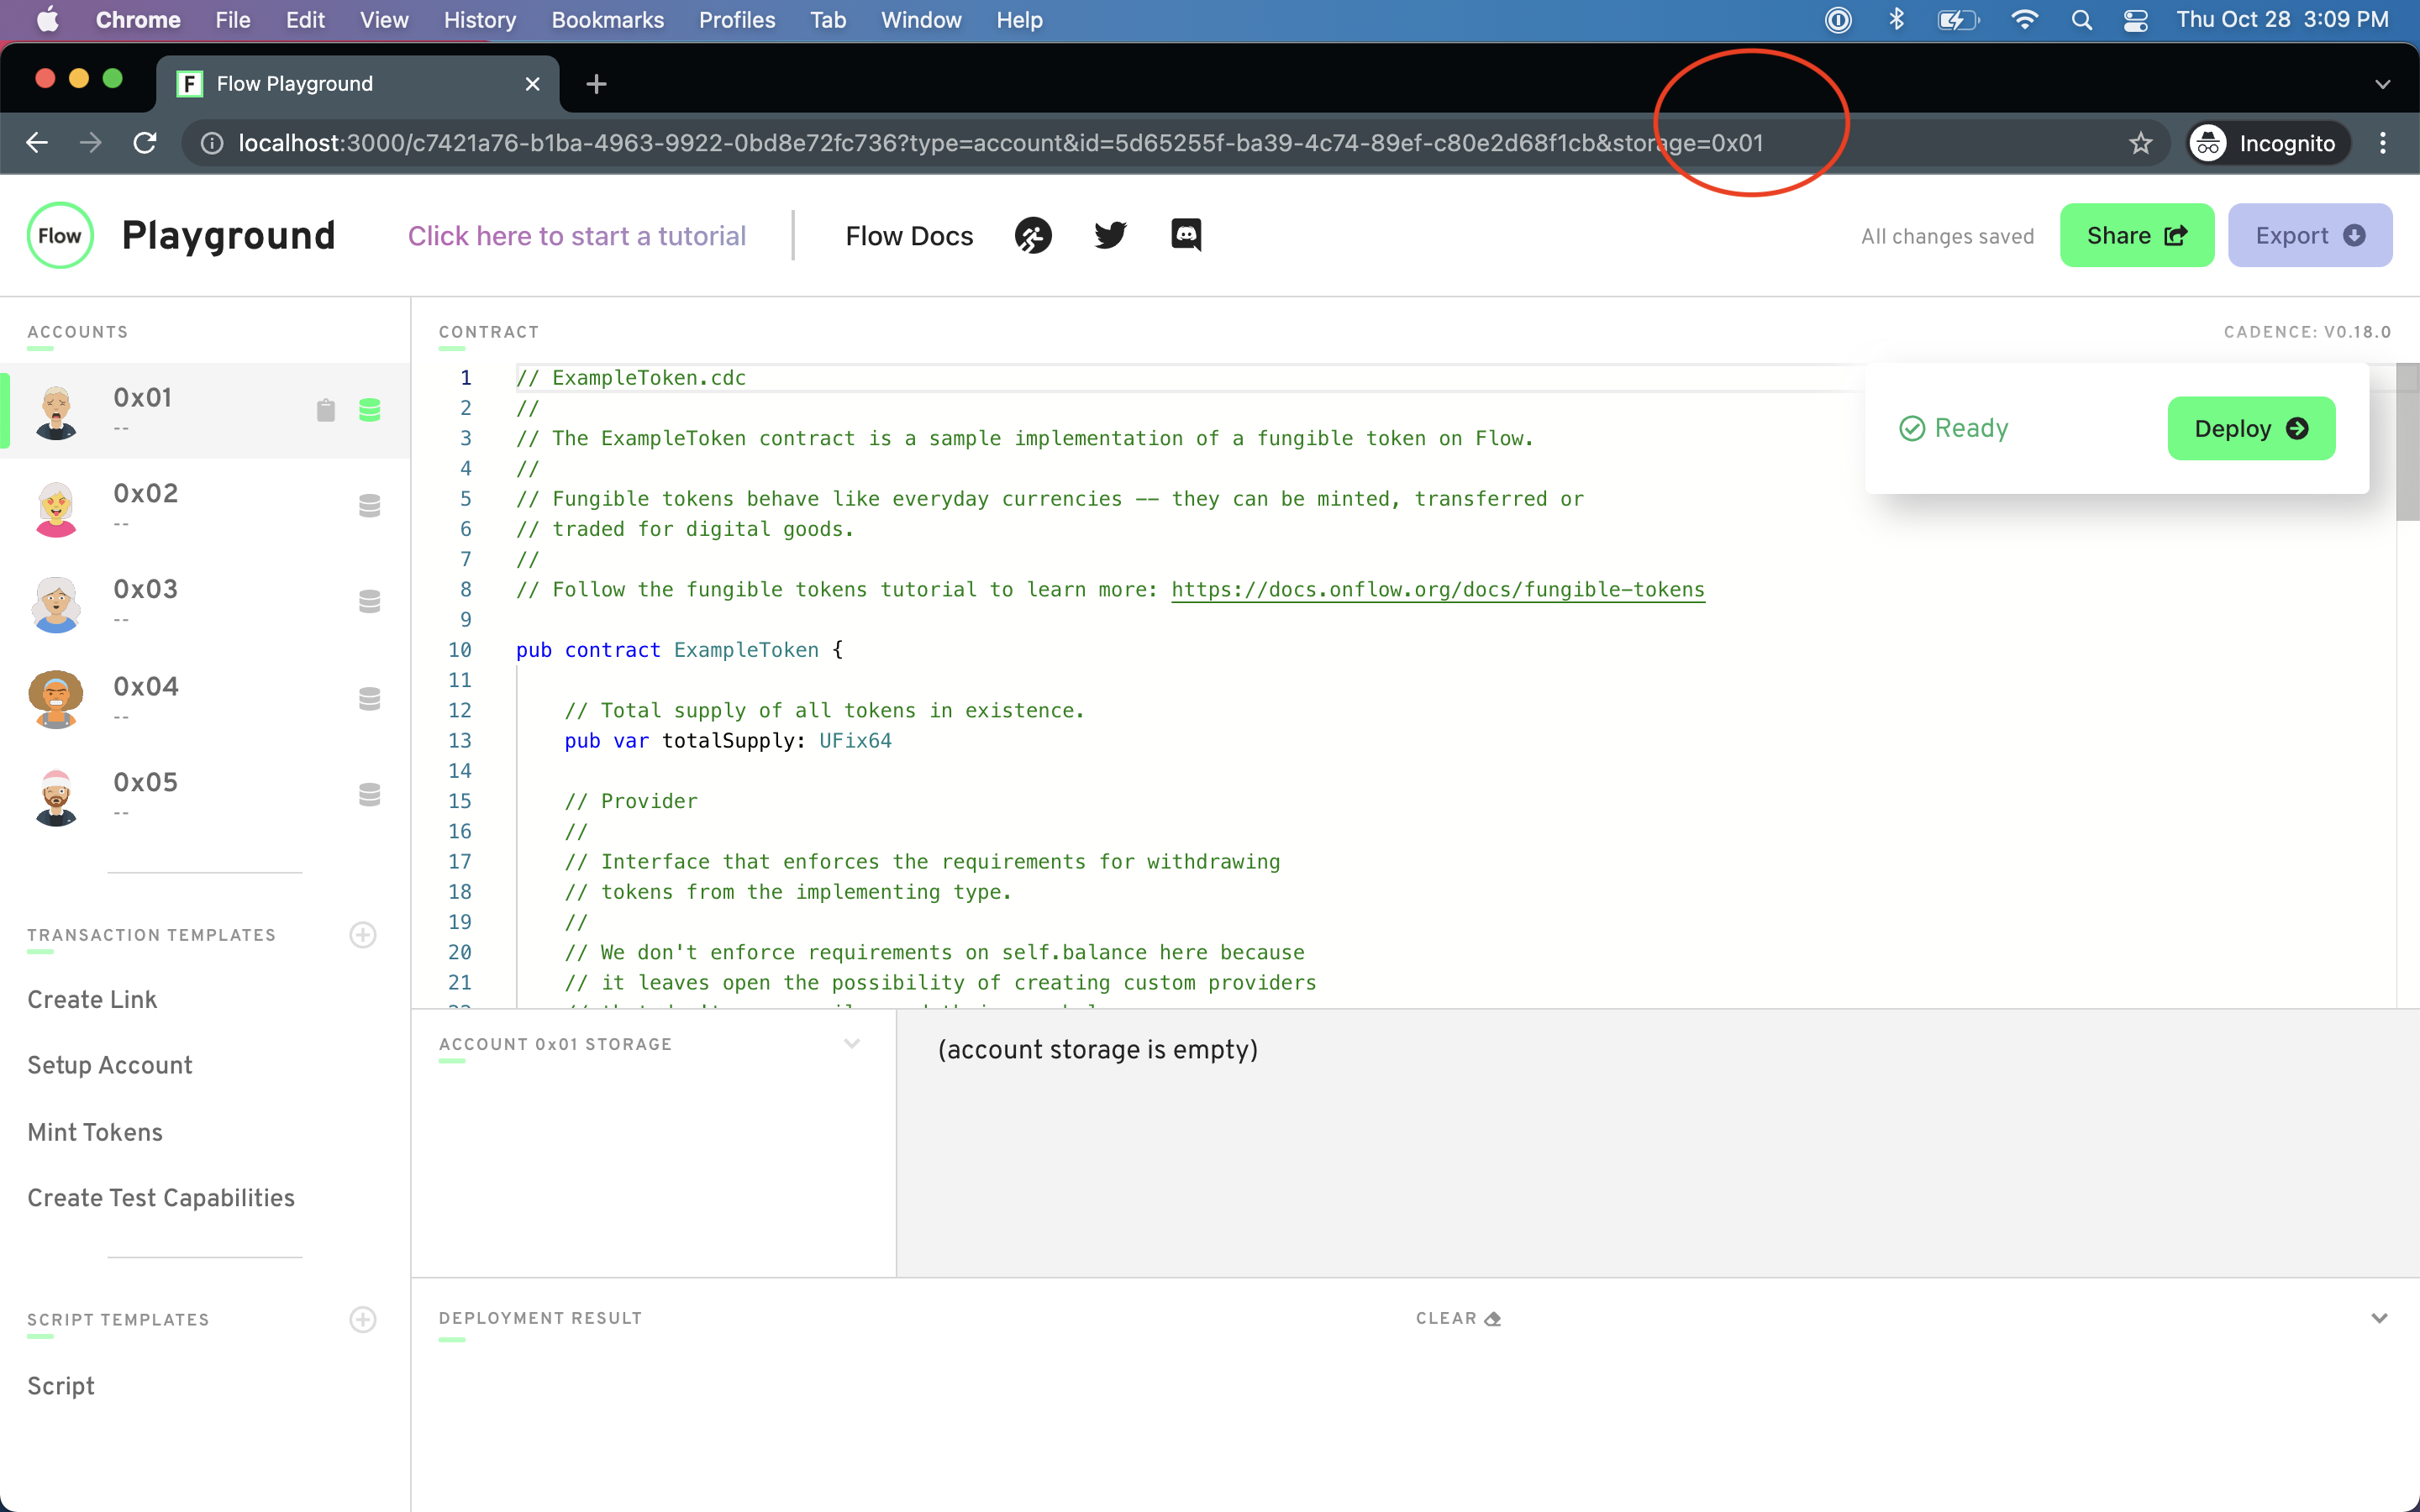 Chrome File Edit View History Bookmarks Profiles Tab Window Help Thu Oct 28 3:09 PM
F Flow Playground
localhost:3000/c7421a76-b1ba-4963-9922-0bd8e72fc736?type=account&id=5d65255f-ba39-4c74-89ef-c80e2d68f1cb&storage=0x01 Incognito
Flow Playground Click here to start a tutorial Flow Docs All changes saved Share Export
ACCOUNTS
0x01
--
0x02
--
0x03
--
0x04
--
0x05
--
TRANSACTION TEMPLATES
Create Link
Setup Account
Mint Tokens
Create Test Capabilities
SCRIPT TEMPLATES
Script
CONTRACT
CADENCE: V0.18.0
Ready Deploy
1 // ExampleToken.cdc
2 //
3 // The ExampleToken contract is a sample implementation of a fungible token on Flow.
4 //
5 // Fungible tokens behave like everyday currencies -- they can be minted, transferred or
6 // traded for digital goods.
7 //
8 // Follow the fungible tokens tutorial to learn more: https://docs.onflow.org/docs/fungible-tokens
9
10 pub contract ExampleToken {
11
12 // Total supply of all tokens in existence.
13 pub var totalSupply: UFix64
14
15 // Provider
16 //
17 // Interface that enforces the requirements for withdrawing
18 // tokens from the implementing type.
19 //
20 // We don't enforce requirements on self.balance here because
21 // it leaves open the possibility of creating custom providers
ACCOUNT 0x01 STORAGE
(account storage is empty)
DEPLOYMENT RESULT
CLEAR